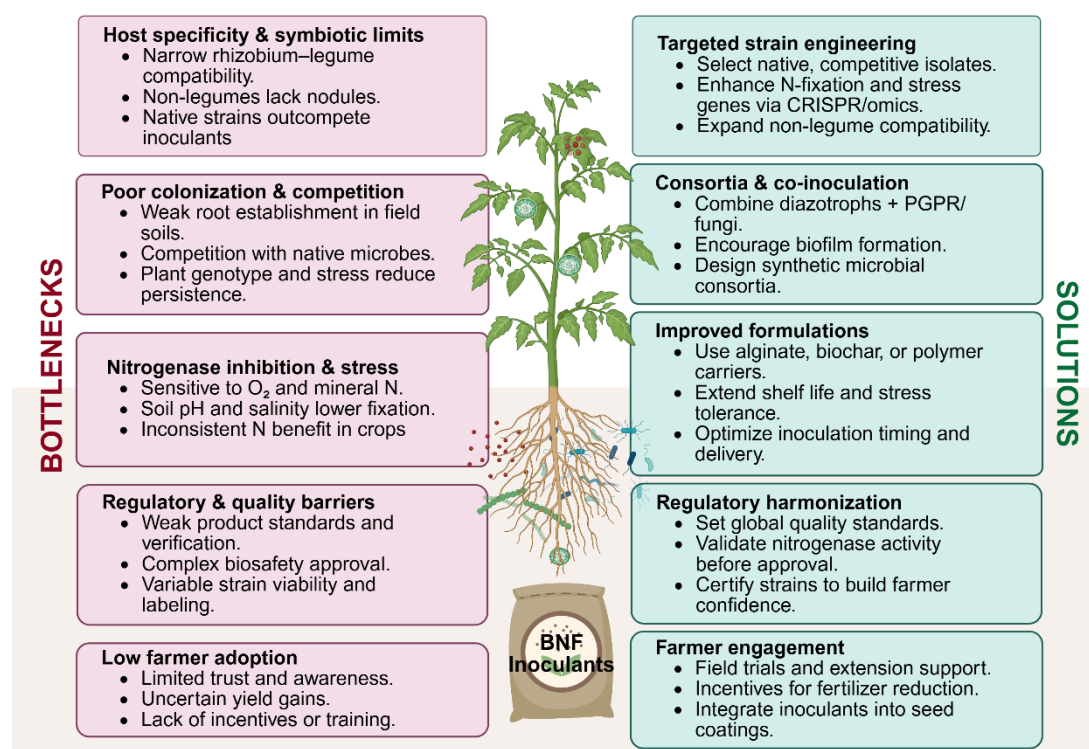 BOTTLENECKS
Host specificity & symbiotic limits
• Narrow rhizobium–legume
compatibility.
• Non-legumes lack nodules.
• Native strains outcompete
inoculants
Poor colonization & competition
• Weak root establishment in field
soils.
• Competition with native microbes.
• Plant genotype and stress reduce
persistence.
Nitrogenase inhibition & stress
• Sensitive to O₂ and mineral N.
• Soil pH and salinity lower fixation.
• Inconsistent N benefit in crops
Regulatory & quality barriers
• Weak product standards and
verification.
• Complex biosafety approval.
• Variable strain viability and
labeling.
Low farmer adoption
• Limited trust and awareness.
• Uncertain yield gains.
• Lack of incentives or training.
BNF
Inoculants
SOLUTIONS
Targeted strain engineering
• Select native, competitive isolates.
• Enhance N-fixation and stress
genes via CRISPR/omics.
• Expand non-legume compatibility.
Consortia & co-inoculation
• Combine diazotrophs + PGPR/
fungi.
• Encourage biofilm formation.
• Design synthetic microbial
consortia.
Improved formulations
• Use alginate, biochar, or polymer
carriers.
• Extend shelf life and stress
tolerance.
• Optimize inoculation timing and
delivery.
Regulatory harmonization
• Set global quality standards.
• Validate nitrogenase activity
before approval.
• Certify strains to build farmer
confidence.
Farmer engagement
• Field trials and extension support.
• Incentives for fertilizer reduction.
• Integrate inoculants into seed
coatings.